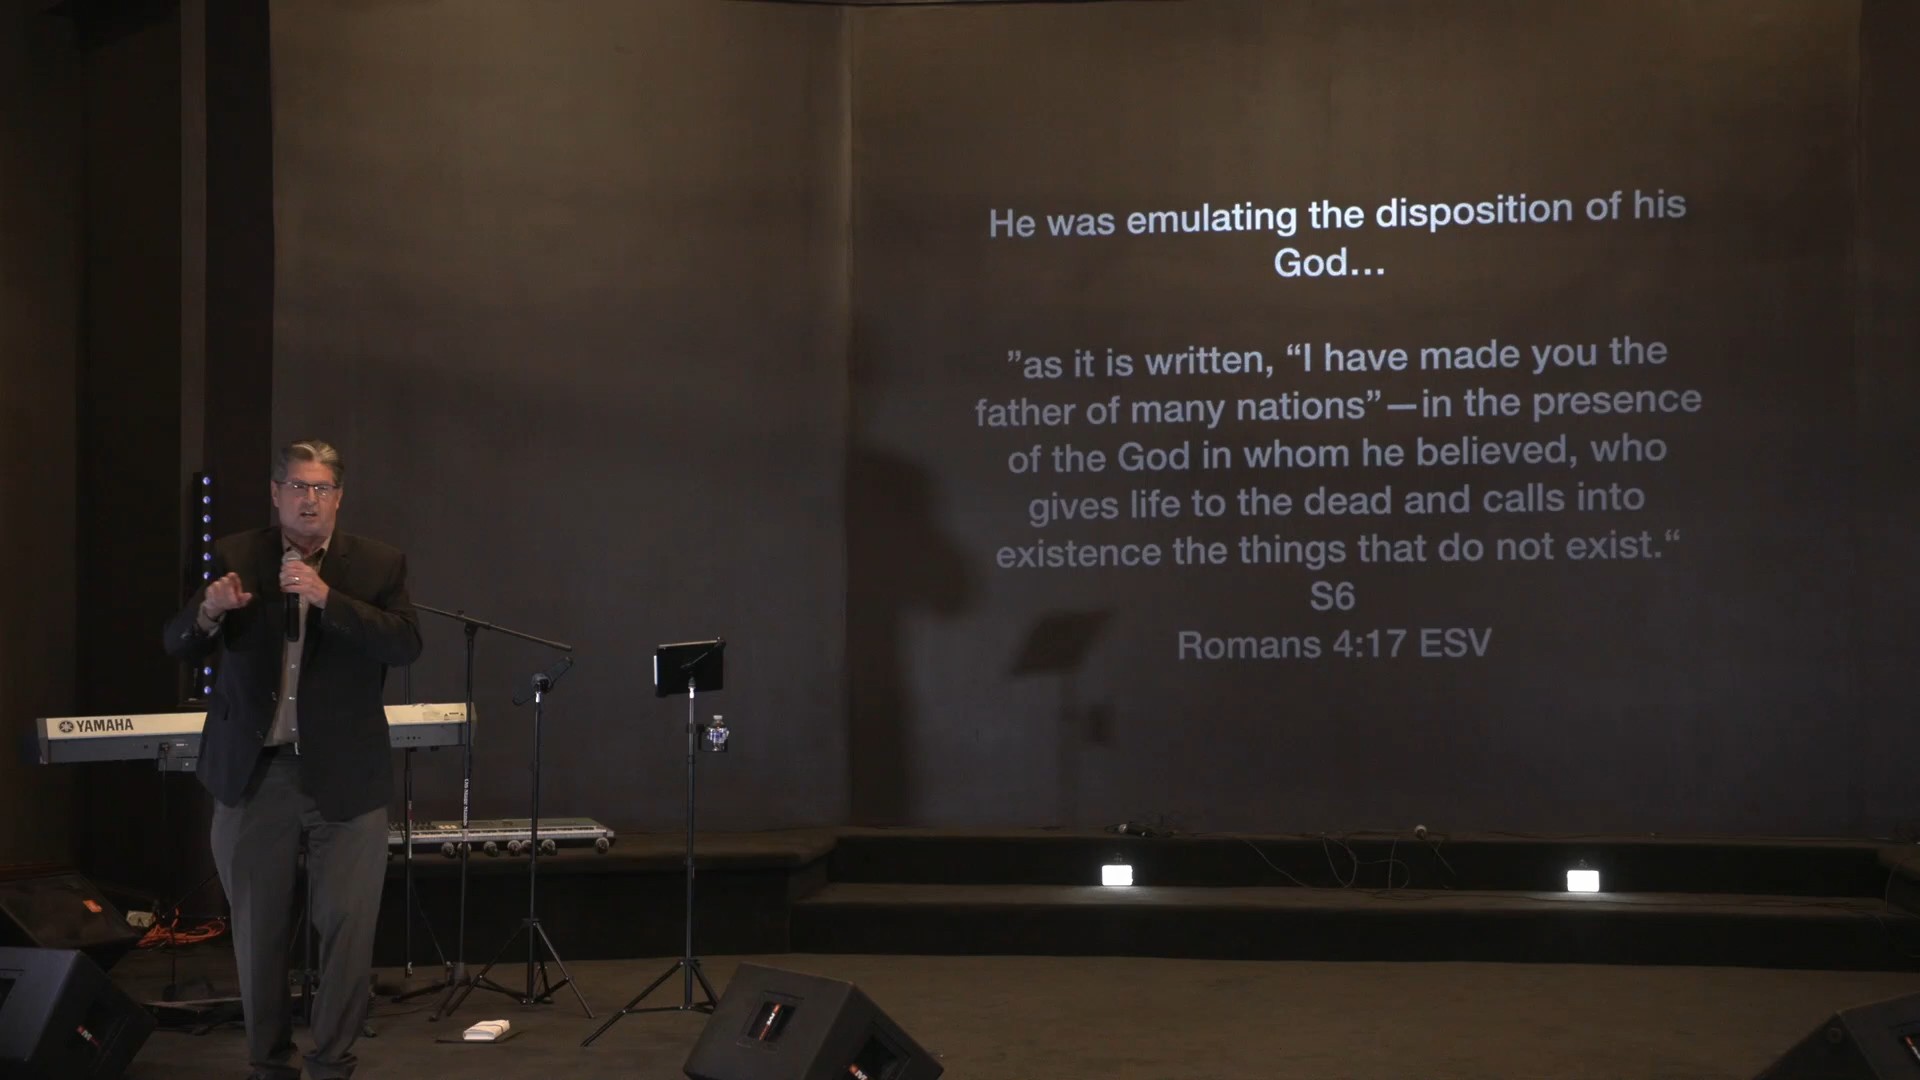 He was emulating the disposition of his
God...
”as it is written, “I have made you the
father of many nations”—in the presence
of the God in whom he believed, who
gives life to the dead and calls into
existence the things that do not exist.“
S6
Romans 4:17 ESV
YAMAHA